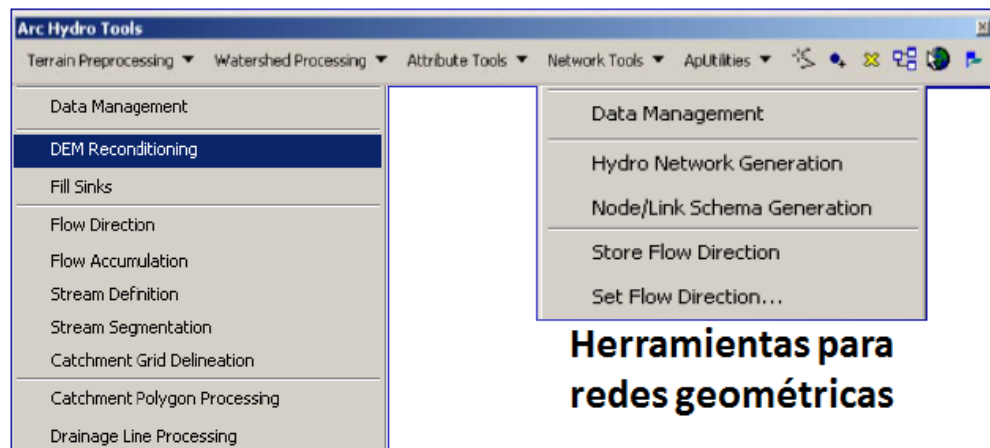 Arc Hydro Tools
Terrain Preprocessing Watershed Processing Attribute Tools Network Tools ApUtilities
Data Management
DEM Reconditioning
Fill Sinks
Flow Direction
Flow Accumulation
Stream Definition
Stream Segmentation
Catchment Grid Delineation
Catchment Polygon Processing
Drainage Line Processing
Data Management
Hydro Network Generation
Node/Link Schema Generation
Store Flow Direction
Set Flow Direction...
Herramientas para
redes geométricas